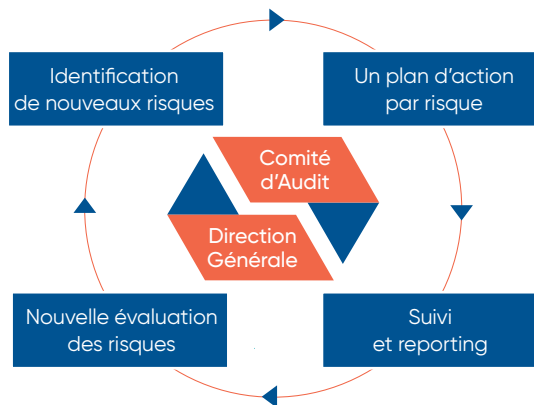 Identification
de nouveaux risques
Un plan d’action
par risque
Comité
d’Audit
Direction
Générale
Nouvelle évaluation
des risques
Suivi
et reporting